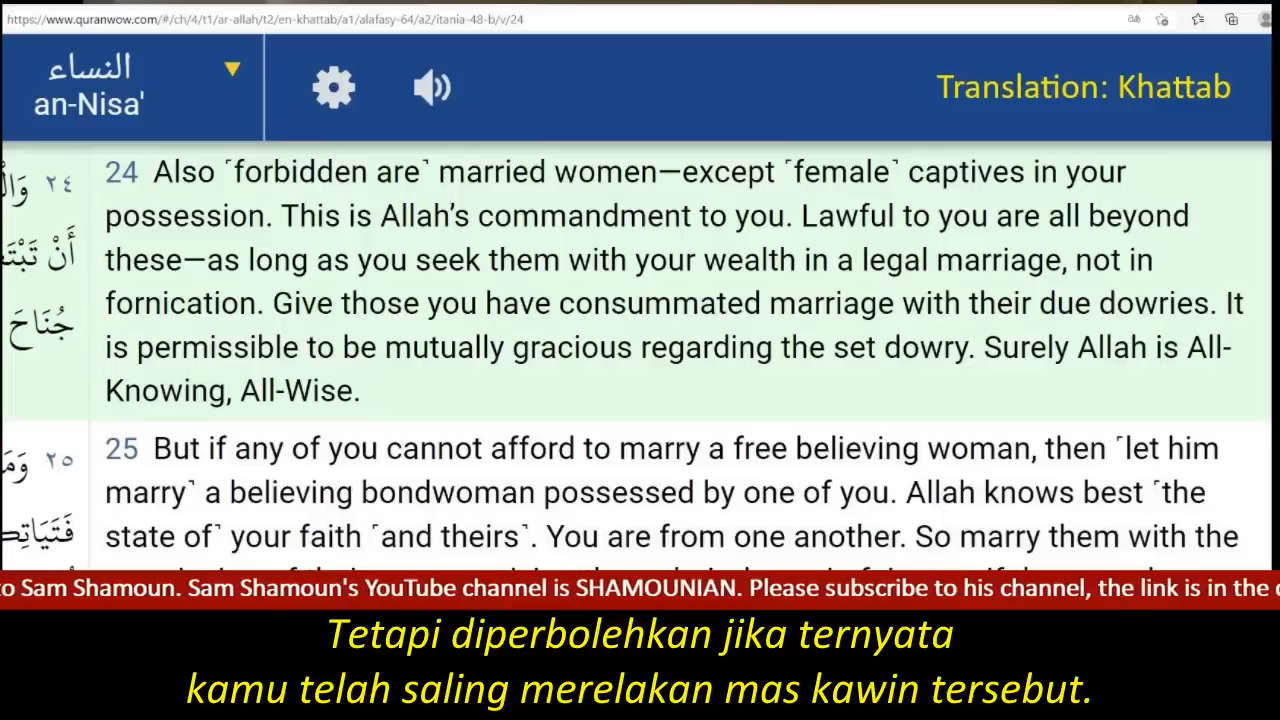 https://www.quranwow.com/#/ch/4/t1/ar-allah/t2/en-khattab/a1/alafasy-64/a2/itania-48-b/v/24
النساء
an-Nisa'
Translation: Khattab
٢٤
24 Also ˹forbidden are˺ married women—except ˹female˺ captives in your
possession. This is Allah's commandment to you. Lawful to you are all beyond
أَنْ
these—as long as you seek them with your wealth in a legal marriage, not in
fornication. Give those you have consummated marriage with their due dowries. It
جُنَاحَ
is permissible to be mutually gracious regarding the set dowry. Surely Allah is All-
Knowing, All-Wise.
٢٥
25 But if any of you cannot afford to marry a free believing woman, then ˹let him
marry˺ a believing bondwoman possessed by one of you. Allah knows best ˹the
state of˺ your faith ˹and theirs˺. You are from one another. So marry them with the
to Sam Shamoun. Sam Shamoun's YouTube channel is SHAMOUNIAN. Please subscribe to his channel, the link is in the
Tetapi diperbolehkan jika ternyata
kamu telah saling merelakan mas kawin tersebut.